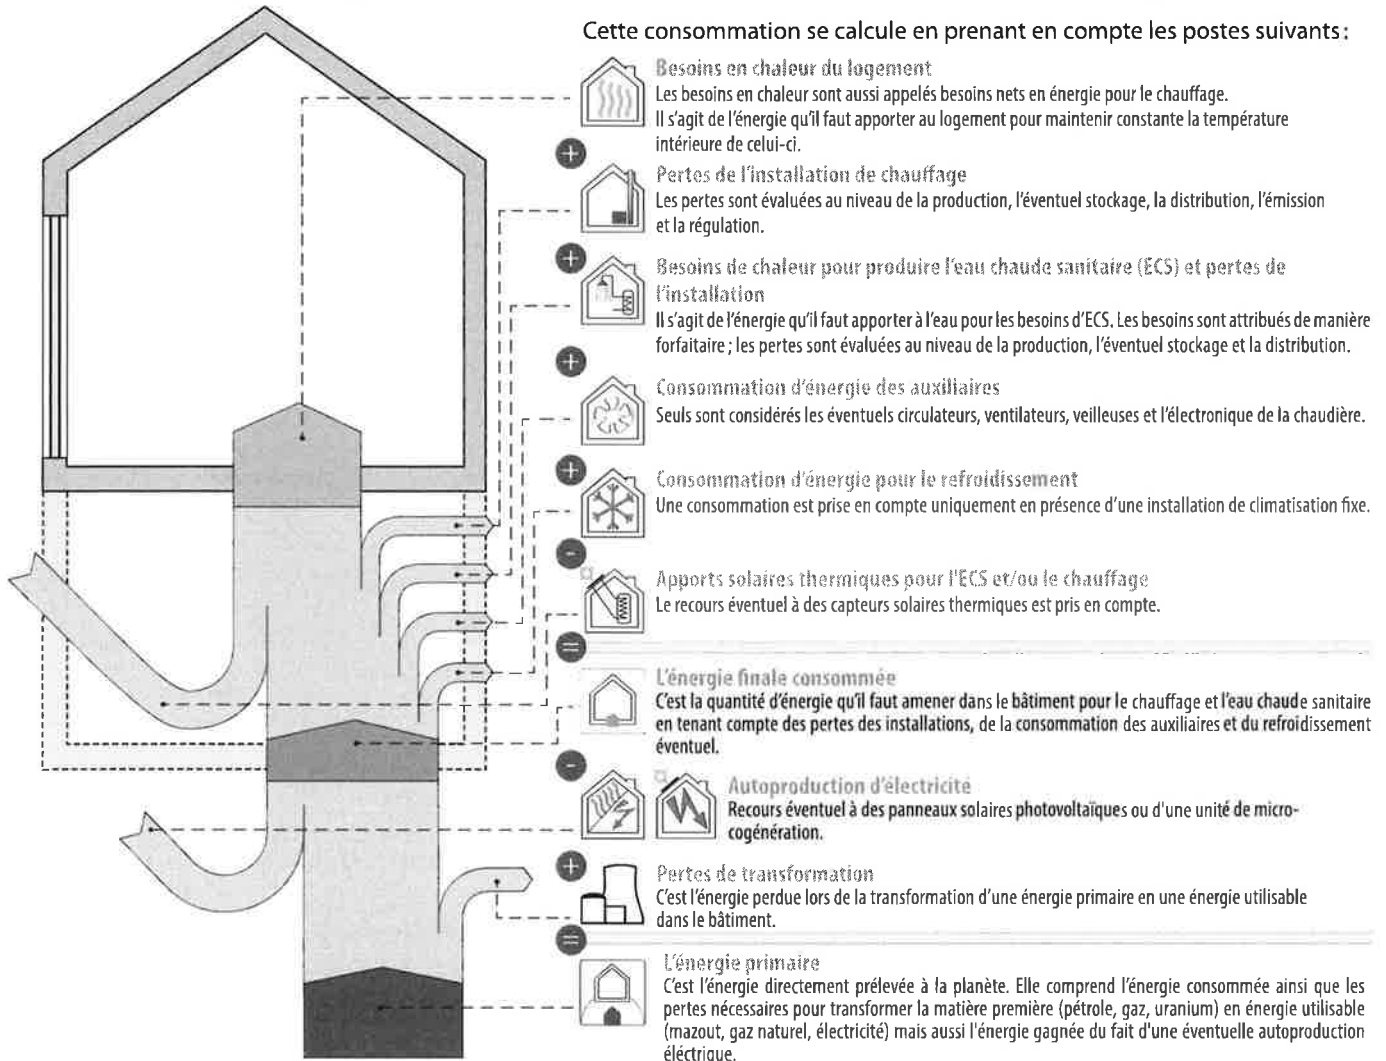 Cette consommation se calcule en prenant en compte les postes suivants :
Besoins en chaleur du logement
Les besoins en chaleur sont aussi appelés besoins nets en énergie pour le chauffage.
Il s'agit de l'énergie qu'il faut apporter au logement pour maintenir constante la température
intérieure de celui-ci.
+
Pertes de l'installation de chauffage
Les pertes sont évaluées au niveau de la production, l'éventuel stockage, la distribution, l'émission
et la régulation.
+
Besoins de chaleur pour produire l'eau chaude sanitaire (ECS) et pertes de
l'installation
Il s'agit de l'énergie qu'il faut apporter à l'eau pour les besoins d'ECS. Les besoins sont attribués de manière
forfaitaire ; les pertes sont évaluées au niveau de la production, l'éventuel stockage et la distribution.
+
Consommation d'énergie des auxiliaires
Seuls sont considérés les éventuels circulateurs, ventilateurs, veilleuses et l'électronique de la chaudière.
+
Consommation d'énergie pour le refroidissement
Une consommation est prise en compte uniquement en présence d'une installation de climatisation fixe.
-
Apports solaires thermiques pour l'ECS et/ou le chauffage
Le recours éventuel à des capteurs solaires thermiques est pris en compte.
=
L'énergie finale consommée
C'est la quantité d'énergie qu'il faut amener dans le bâtiment pour le chauffage et l'eau chaude sanitaire
en tenant compte des pertes des installations, de la consommation des auxiliaires et du refroidissement
éventuel.
-
Autoproduction d'électricité
Recours éventuel à des panneaux solaires photovoltaïques ou d'une unité de micro-
cogénération.
+
Pertes de transformation
C'est l'énergie perdue lors de la transformation d'une énergie primaire en une énergie utilisable
dans le bâtiment.
=
L'énergie primaire
C'est l'énergie directement prélevée à la planète. Elle comprend l'énergie consommée ainsi que les
pertes nécessaires pour transformer la matière première (pétrole, gaz, uranium) en énergie utilisable
(mazout, gaz naturel, électricité) mais aussi l'énergie gagnée du fait d'une éventuelle autoproduction
éléctrique.